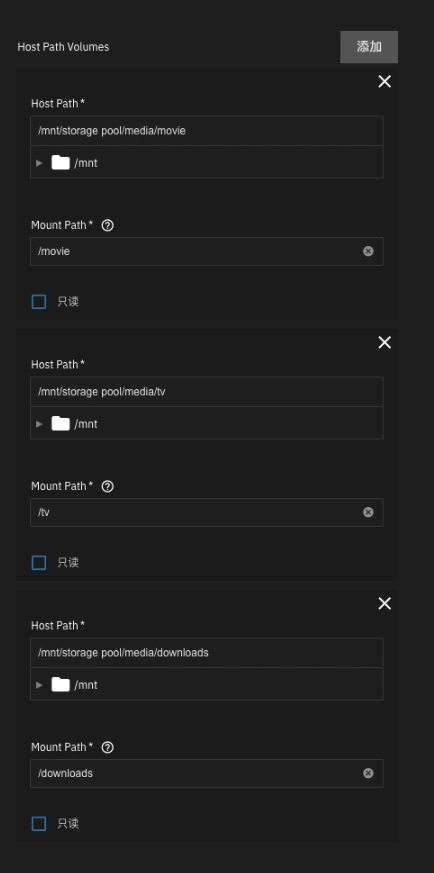 Host Path Volumes
添加
Host Path *
/mnt/storage pool/media/movie
/mnt
Mount Path *
/movie
只读
Host Path *
/mnt/storage pool/media/tv
/mnt
Mount Path *
/tv
只读
Host Path *
/mnt/storage pool/media/downloads
/mnt
Mount Path *
/downloads
只读